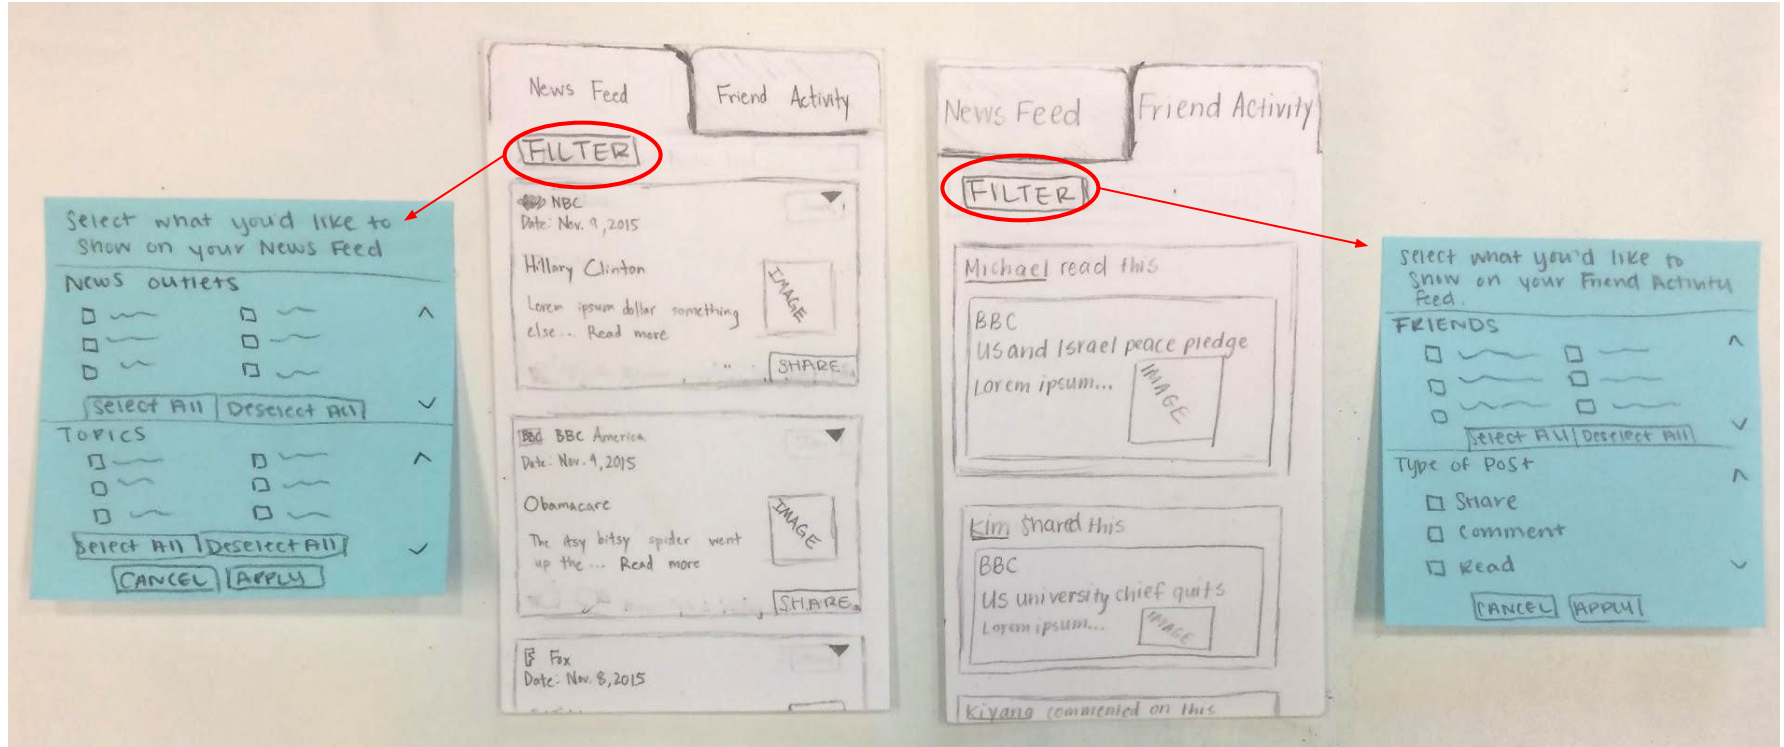 Select what you'd like to
show on your News Feed
News outlets
Select All Deselect All
TOPICS
Select All Deselect All
CANCEL APPLY
News Feed Friend Activity
FILTER
NBC
Date: Nov. 9, 2015
Hillary Clinton
Lorem ipsum dollar something
else... Read more
IMAGE
SHARE
BBC BBC America
Date: Nov. 9, 2015
Obamacare
The itsy bitsy spider went
up the ... Read more
IMAGE
SHARE
F Fox
Date: Nov. 8, 2015
News Feed Friend Activity
FILTER
Michael read this
BBC
US and Israel peace pledge
Lorem ipsum...
IMAGE
Kim shared this
BBC
US university chief quits
Lorem ipsum...
IMAGE
Kiyang commented on this
Select what you'd like to
show on your Friend Activity
Feed.
FRIENDS
Select All Deselect All
Type of Post
Share
Comment
Read
CANCEL APPLY